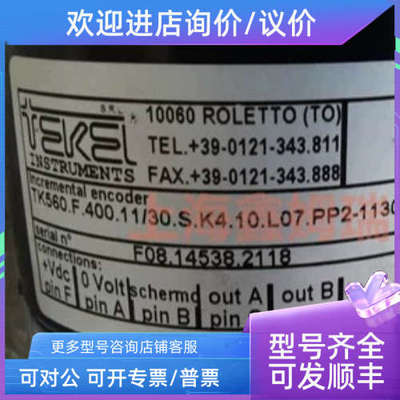 欢迎进店询价/议价
S.R.L.
TEKEL
INSTRUMENTS
10060 ROLETTO (TO)
TEL.+39-0121-343.811
FAX.+39-0121-343.888
Incremental encoder
TK560.F.400.11/30.S.K4.10.L07.PP2-1130
serial n°
F08.14538.2118
connections:
+Vdc 0 Volt schermo out A out B
pin F pin A pin B pin
更多型号咨询店铺客服
可对公 可开专票/普票
型号齐全
可发顺丰